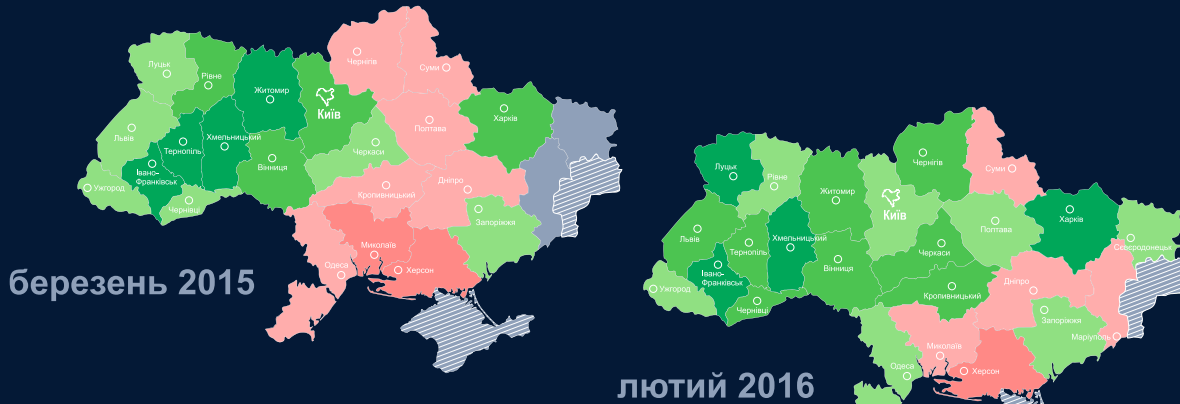 Луцьк
Рівне
Житомир
Київ
Чернігів
Суми
Львів
Тернопіль
Хмельницький
Вінниця
Черкаси
Полтава
Харків
Ужгород
Івано-
Франківськ
Чернівці
Кропивницький
Дніпро
Запоріжжя
Одеса
Миколаїв
Херсон
березень 2015
Луцьк
Рівне
Житомир
Київ
Чернігів
Суми
Львів
Тернопіль
Хмельницький
Вінниця
Черкаси
Полтава
Харків
Сєвєродонецьк
Ужгород
Івано-
Франківськ
Чернівці
Кропивницький
Дніпро
Запоріжжя
Маріуполь
Одеса
Миколаїв
Херсон
лютий 2016